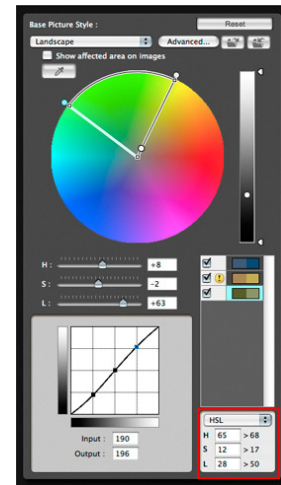 Base Picture Style :
Reset
Landscape
Advanced...
Show affected area on images
H : +8
S : -2
L : +63
Input : 190
Output : 196
HSL
H 65 > 68
S 12 > 17
L 28 > 50